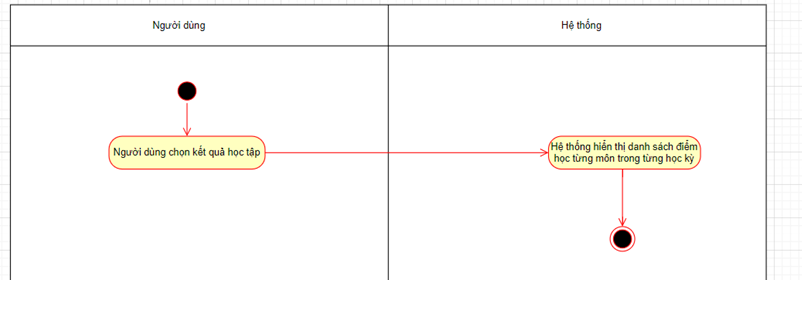 Người dùng
Hệ thống
Người dùng chọn kết quả học tập
Hệ thống hiển thị danh sách điểm
học từng môn trong từng học kỳ